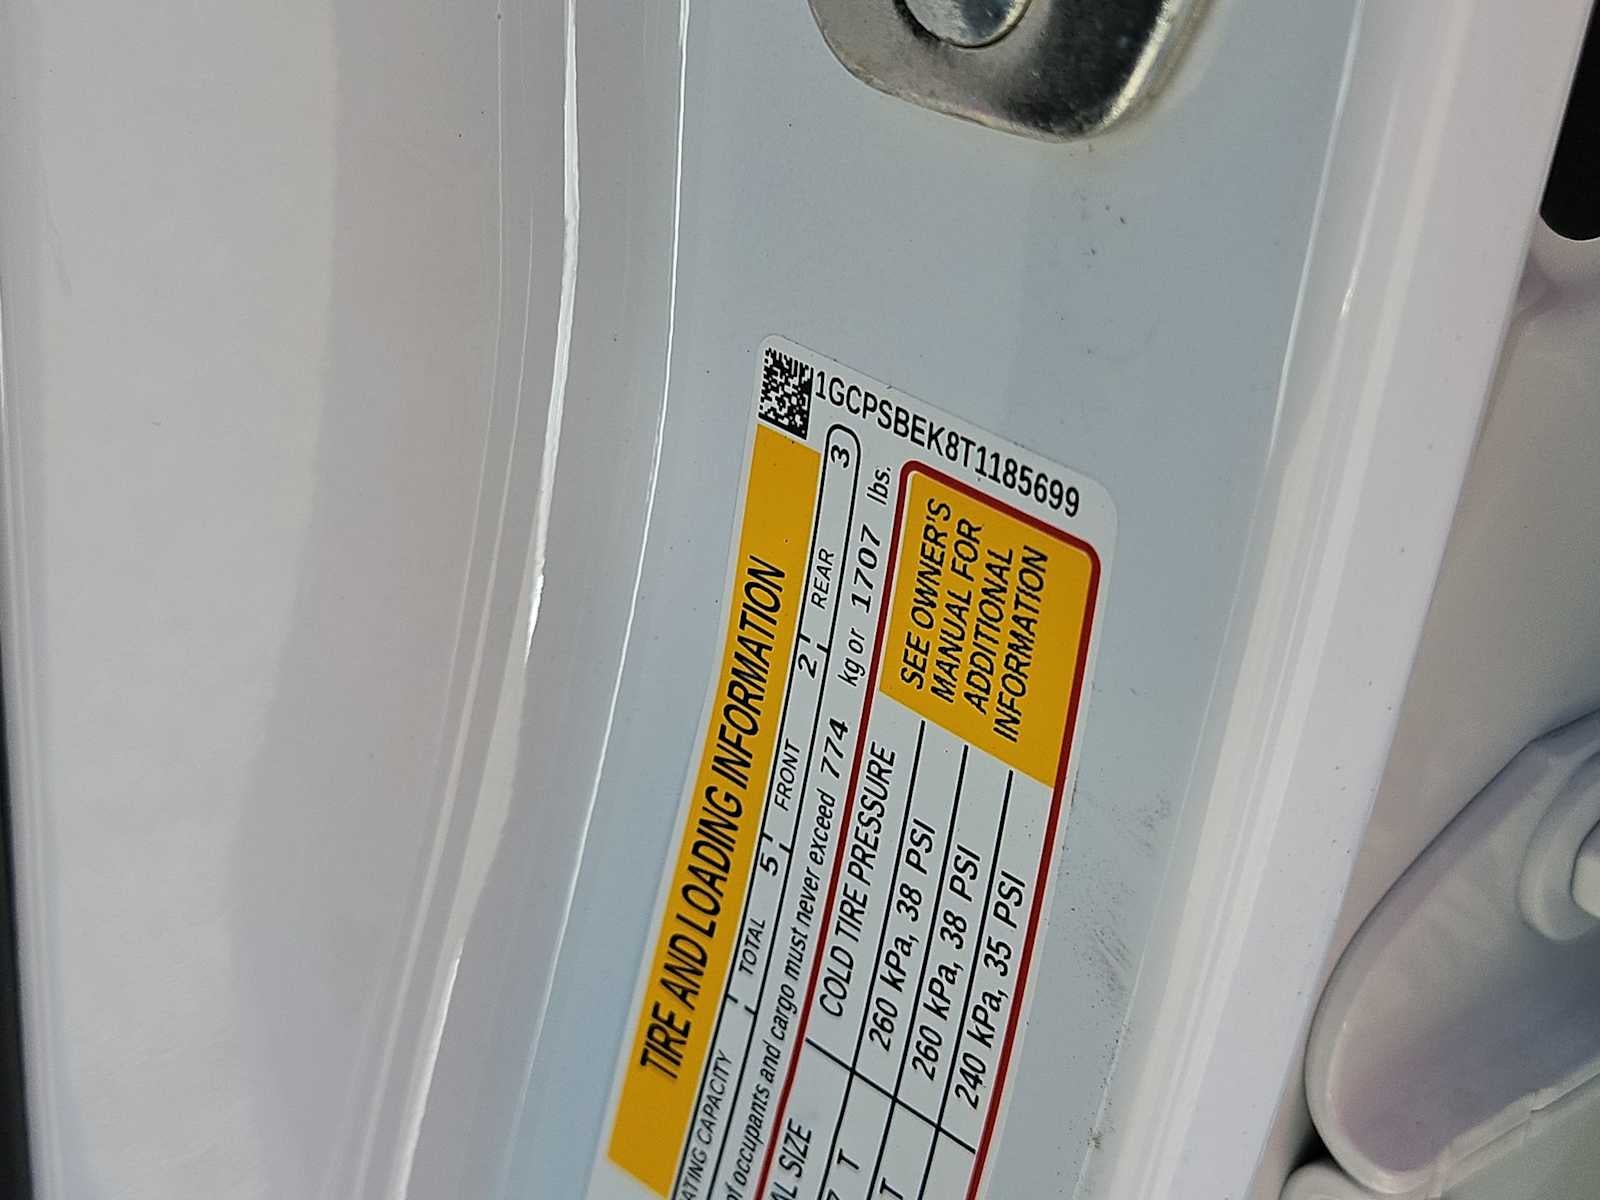 1GCPSBEK8T1185699
TIRE AND LOADING INFORMATION
CAPACITY TOTAL 5 FRONT 2 REAR 3
of occupants and cargo must never exceed 774 kg or 1707 lbs.
SIZE COLD TIRE PRESSURE SEE OWNER'S
MANUAL FOR
ADDITIONAL
INFORMATION
T 260 kPa, 38 PSI
T 260 kPa, 38 PSI
240 kPa, 35 PSI